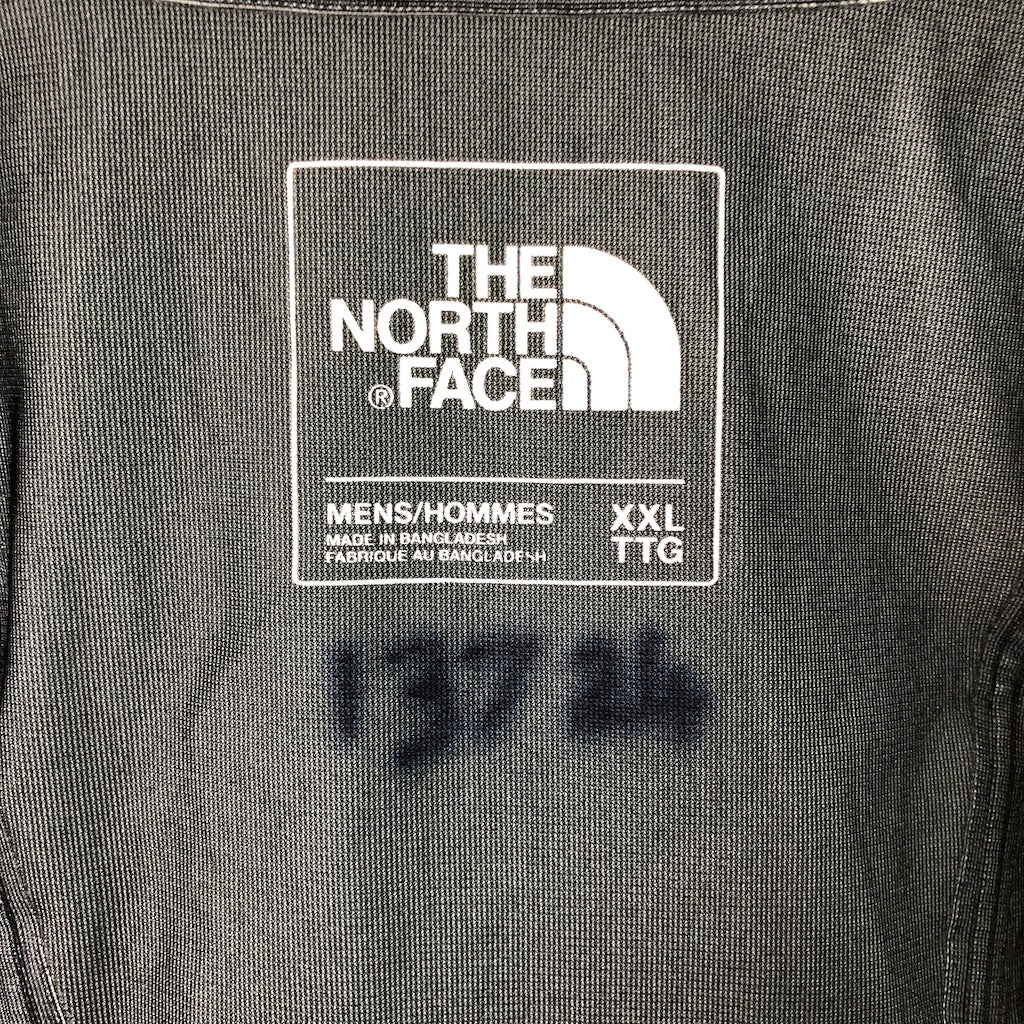 THE
NORTH
® FACE
MENS/HOMMES XXL
MADE IN BANGLADESH TTG
FABRIQUE AU BANGLADESH